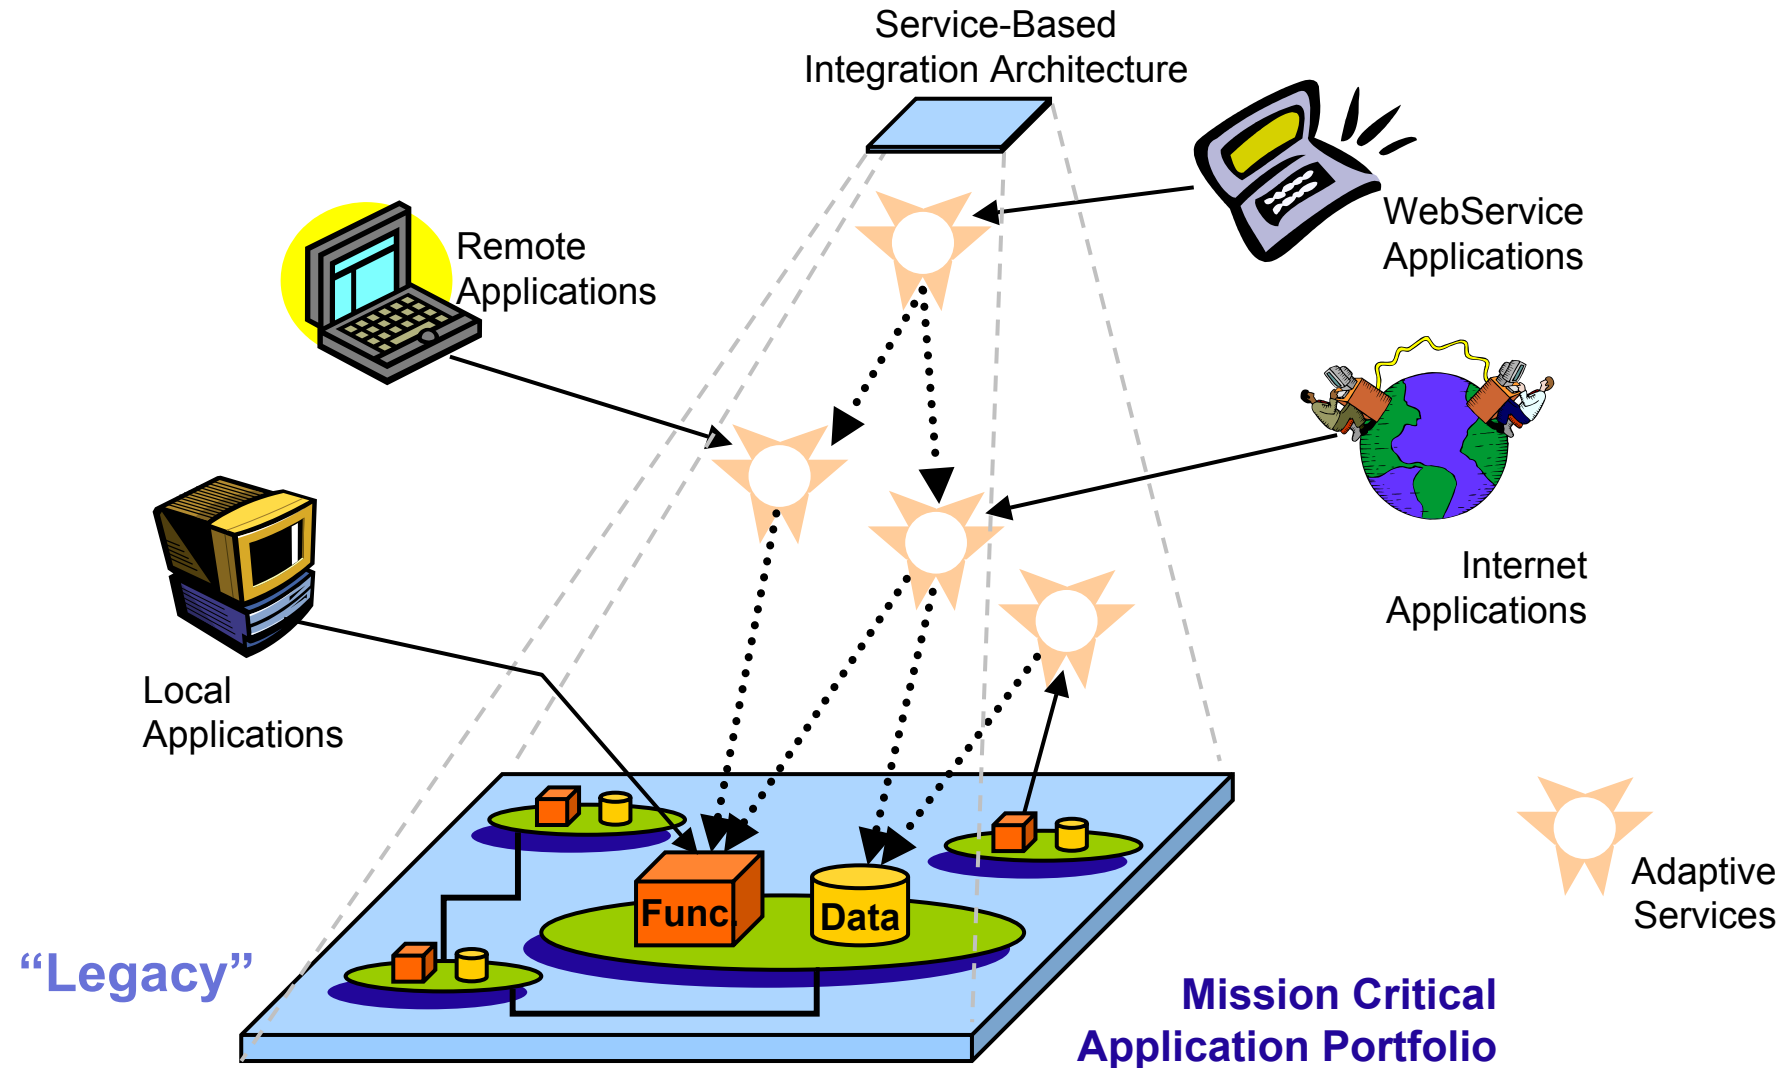 Service-Based
Integration Architecture
WebService
Applications
Remote
Applications
Internet
Applications
Local
Applications
Adaptive
Services
Func.
Data
“Legacy”
Mission Critical
Application Portfolio